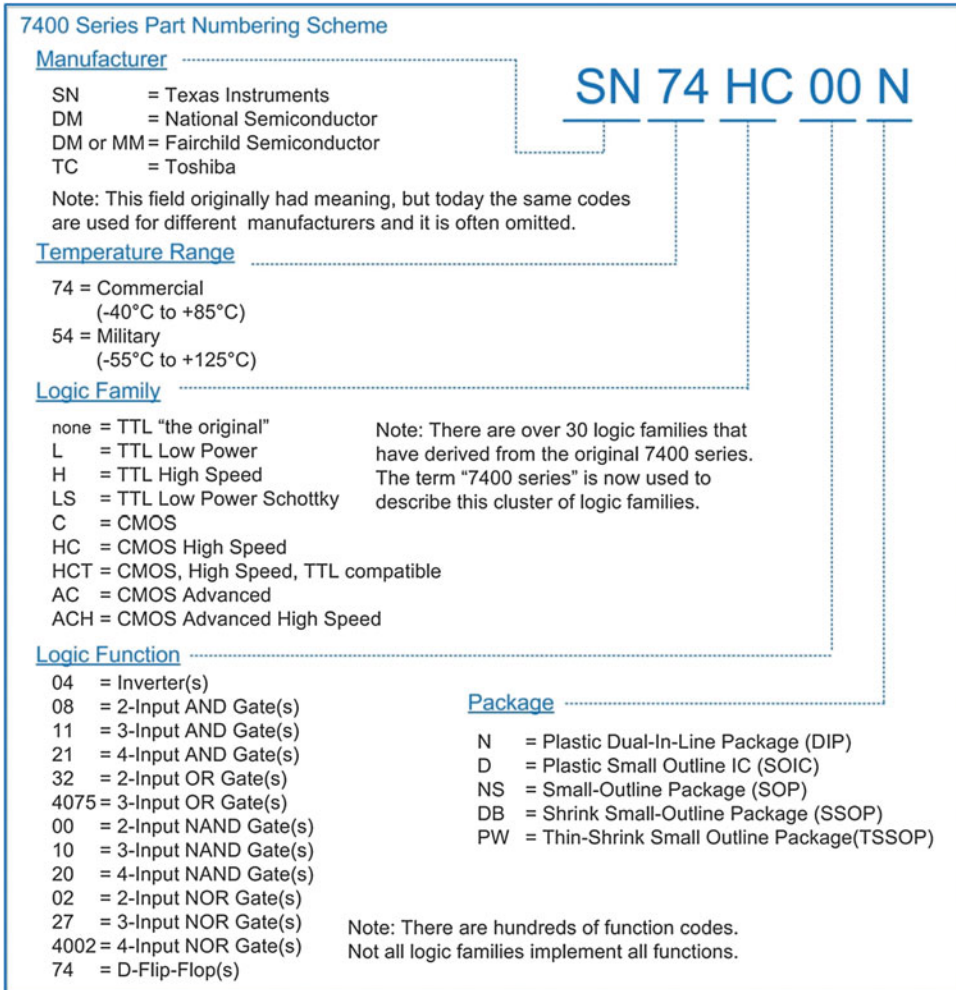 7400 Series Part Numbering Scheme
SN 74 HC 00 N
Manufacturer
SN = Texas Instruments
DM = National Semiconductor
DM or MM = Fairchild Semiconductor
TC = Toshiba
Note: This field originally had meaning, but today the same codes
are used for different manufacturers and it is often omitted.
Temperature Range
74 = Commercial
(-40°C to +85°C)
54 = Military
(-55°C to +125°C)
Logic Family
none = TTL “the original”
L = TTL Low Power
H = TTL High Speed
LS = TTL Low Power Schottky
C = CMOS
HC = CMOS High Speed
HCT = CMOS, High Speed, TTL compatible
AC = CMOS Advanced
ACH = CMOS Advanced High Speed
Note: There are over 30 logic families that
have derived from the original 7400 series.
The term “7400 series” is now used to
describe this cluster of logic families.
Logic Function
04 = Inverter(s)
08 = 2-Input AND Gate(s)
11 = 3-Input AND Gate(s)
21 = 4-Input AND Gate(s)
32 = 2-Input OR Gate(s)
4075 = 3-Input OR Gate(s)
00 = 2-Input NAND Gate(s)
10 = 3-Input NAND Gate(s)
20 = 4-Input NAND Gate(s)
02 = 2-Input NOR Gate(s)
27 = 3-Input NOR Gate(s)
4002 = 4-Input NOR Gate(s)
74 = D-Flip-Flop(s)
Package
N = Plastic Dual-In-Line Package (DIP)
D = Plastic Small Outline IC (SOIC)
NS = Small-Outline Package (SOP)
DB = Shrink Small-Outline Package (SSOP)
PW = Thin-Shrink Small Outline Package(TSSOP)
Note: There are hundreds of function codes.
Not all logic families implement all functions.